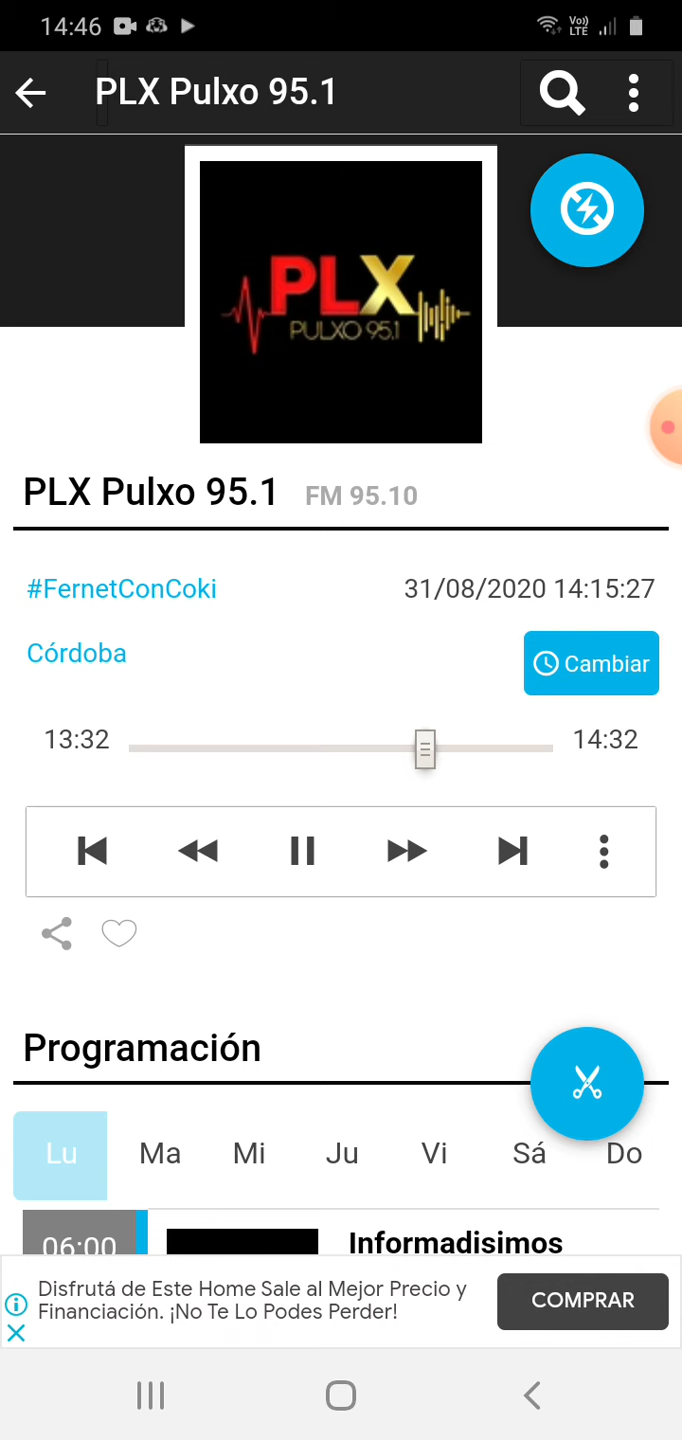 14:46
Vo))
LTE
PLX Pulxo 95.1
PLX
PULXO 95.1
PLX Pulxo 95.1 FM 95.10
#FernetConCoki 31/08/2020 14:15:27
Córdoba Cambiar
13:32 14:32
Programación
Lu Ma Mi Ju Vi Sá Do
06:00 Informadisimos
Disfrutá de Este Home Sale al Mejor Precio y
Financiación. ¡No Te Lo Podes Perder!
COMPRAR